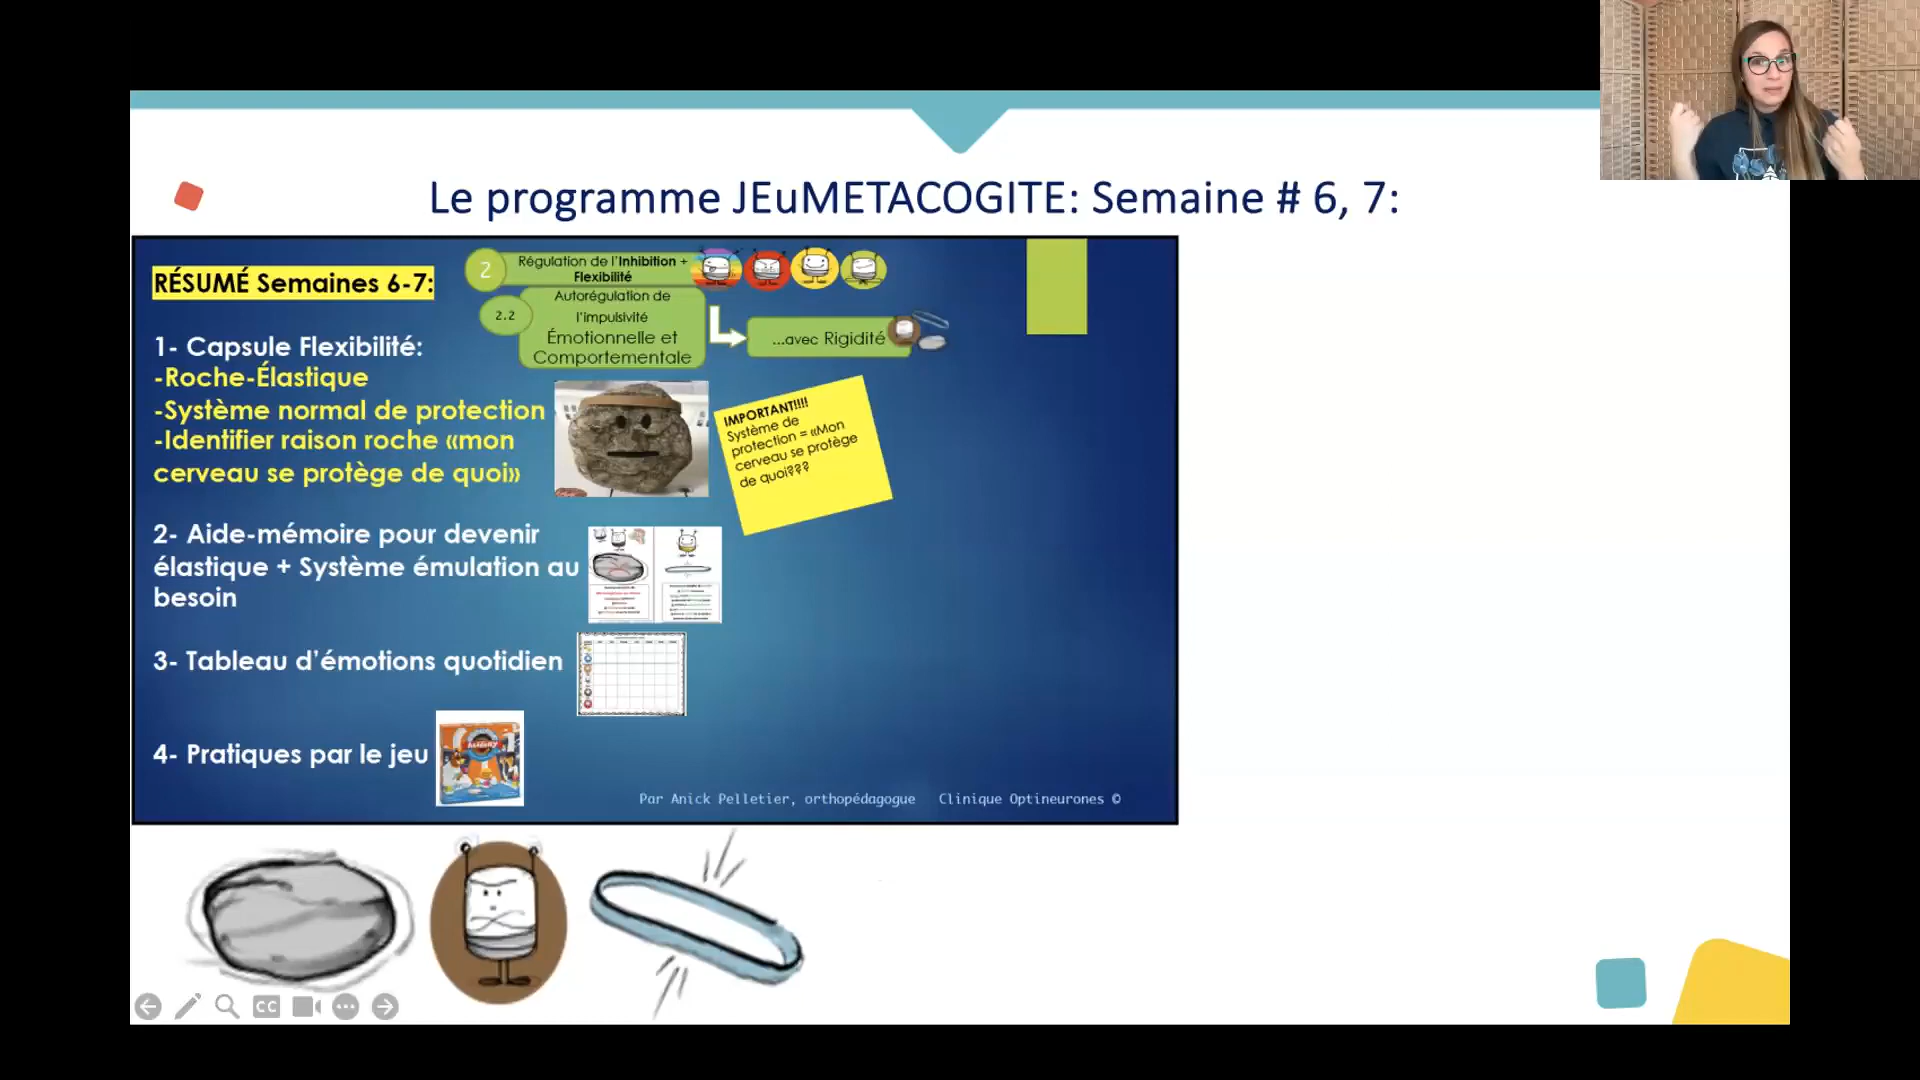 Le programme JEuMETACOGITE: Semaine # 6, 7:
RÉSUMÉ Semaines 6-7:
2
Régulation de l'Inhibition +
Flexibilité
2.2
Autorégulation de
l'impulsivité
Émotionnelle et
Comportementale
...avec Rigidité
1- Capsule Flexibilité:
-Roche-Élastique
-Système normal de protection
-Identifier raison roche «mon
cerveau se protège de quoi»
IMPORTANT!!!!
Système de
protection = «Mon
cerveau se protège
de quoi???
2- Aide-mémoire pour devenir
élastique + Système émulation au
besoin
3- Tableau d'émotions quotidien
4- Pratiques par le jeu
Par Anick Pelletier, orthopédagogue Clinique Optineurones ©
CC